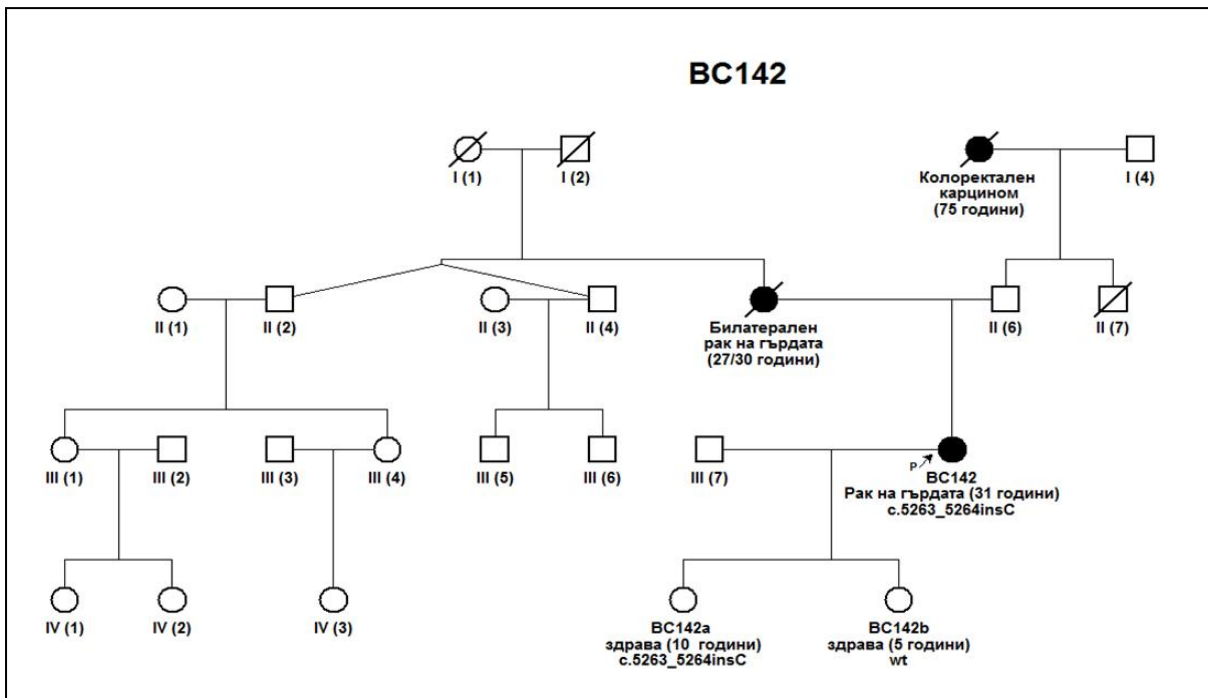 BC142
I (1)
I (2)
Колоректален
карцином
(75 години)
I (4)
II (1)
II (2)
II (3)
II (4)
Билатерален
рак на гърдата
(27/30 години)
II (6)
II (7)
III (1)
III (2)
III (3)
III (4)
III (5)
III (6)
III (7)
P
BC142
Рак на гърдата (31 години)
c.5263_5264insC
IV (1)
IV (2)
IV (3)
BC142a
здрава (10 години)
c.5263_5264insC
BC142b
здрава (5 години)
wt